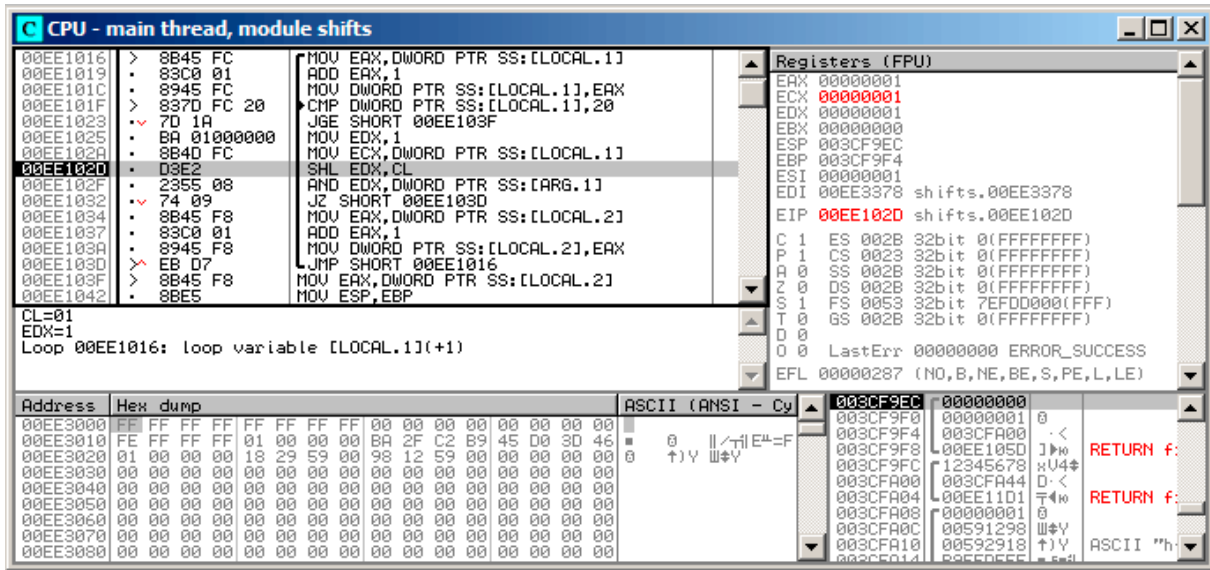 C CPU - main thread, module shifts
00EE1016 > 8B45 FC MOV EAX,DWORD PTR SS:[LOCAL.1]
00EE1019 . 83C0 01 ADD EAX,1
00EE101C . 8945 FC MOV DWORD PTR SS:[LOCAL.1],EAX
00EE101F > 837D FC 20 CMP DWORD PTR SS:[LOCAL.1],20
00EE1023 . 7D 1A JGE SHORT 00EE103F
00EE1025 . BA 01000000 MOV EDX,1
00EE102A . 8B4D FC MOV ECX,DWORD PTR SS:[LOCAL.1]
00EE102D . D3E2 SHL EDX,CL
00EE102F . 2355 08 AND EDX,DWORD PTR SS:[ARG.1]
00EE1032 . 74 09 JZ SHORT 00EE103D
00EE1034 . 8B45 F8 MOV EAX,DWORD PTR SS:[LOCAL.2]
00EE1037 . 83C0 01 ADD EAX,1
00EE103A . 8945 F8 MOV DWORD PTR SS:[LOCAL.2],EAX
00EE103D > EB D7 JMP SHORT 00EE1016
00EE103F > 8B45 F8 MOV EAX,DWORD PTR SS:[LOCAL.2]
00EE1042 . 8BE5 MOV ESP,EBP
CL=01
EDX=1
Loop 00EE1016: loop variable [LOCAL.1](+1)
Registers (FPU)
EAX 00000001
ECX 00000001
EDX 00000001
EBX 00000000
ESP 003CF9EC
EBP 003CF9F4
ESI 00000001
EDI 00EE3378 shifts.00EE3378
EIP 00EE102D shifts.00EE102D
C 1 ES 002B 32bit 0(FFFFFFFF)
P 1 CS 0023 32bit 0(FFFFFFFF)
A 0 SS 002B 32bit 0(FFFFFFFF)
Z 0 DS 002B 32bit 0(FFFFFFFF)
S 1 FS 0053 32bit 7EFDD000(FFF)
T 0 GS 002B 32bit 0(FFFFFFFF)
D 0
O 0 LastErr 00000000 ERROR_SUCCESS
EFL 00000287 (NO,B,NE,BE,S,PE,L,LE)
Address Hex dump ASCII (ANSI - Cy
00EE3000 FF FF FF FF FF FF FF FF 00 00 00 00 00 00 00 00
00EE3010 FE FF FF FF 01 00 00 00 BA 2F C2 B9 45 D0 3D 46
00EE3020 01 00 00 00 18 29 59 00 98 12 59 00 00 00 00 00
00EE3030 00 00 00 00 00 00 00 00 00 00 00 00 00 00 00 00
00EE3040 00 00 00 00 00 00 00 00 00 00 00 00 00 00 00 00
00EE3050 00 00 00 00 00 00 00 00 00 00 00 00 00 00 00 00
00EE3060 00 00 00 00 00 00 00 00 00 00 00 00 00 00 00 00
00EE3070 00 00 00 00 00 00 00 00 00 00 00 00 00 00 00 00
00EE3080 00 00 00 00 00 00 00 00 00 00 00 00 00 00 00 00
003CF9EC 00000000
003CF9F0 00000001
003CF9F4 003CFA00
003CF9F8 00EE105D RETURN f
003CF9FC 12345678 xV4
003CFA00 003CFA44
003CFA04 00EE11D1 RETURN f
003CFA08 00000001
003CFA0C 00591298
003CFA10 00592918 ASCII "h